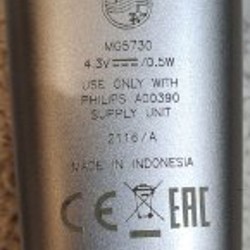 MG5730
4.3V⎓/0.5W
USE ONLY WITH
PHILIPS A00390
SUPPLY UNIT
2116/A
MADE IN INDONESIA
CE EAC